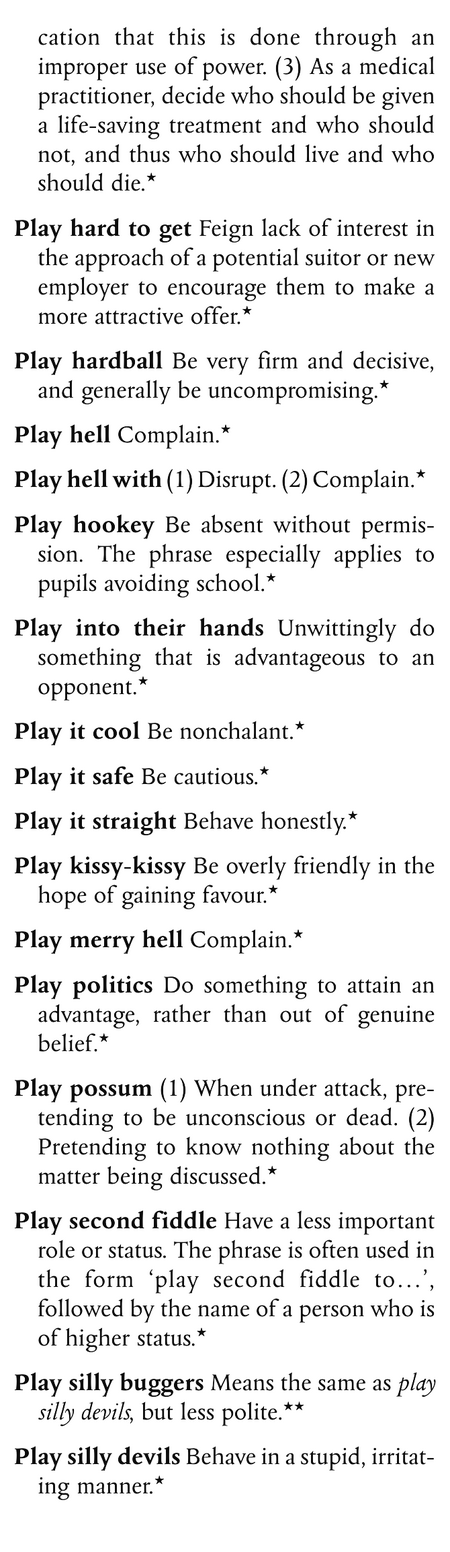 cation that this is done through an
improper use of power. (3) As a medical
practitioner, decide who should be given
a life-saving treatment and who should
not, and thus who should live and who
should die.★
Play hard to get Feign lack of interest in
the approach of a potential suitor or new
employer to encourage them to make a
more attractive offer.★
Play hardball Be very firm and decisive,
and generally be uncompromising.★
Play hell Complain.★
Play hell with (1) Disrupt. (2) Complain.★
Play hookey Be absent without permis-
sion. The phrase especially applies to
pupils avoiding school.★
Play into their hands Unwittingly do
something that is advantageous to an
opponent.★
Play it cool Be nonchalant.★
Play it safe Be cautious.★
Play it straight Behave honestly.★
Play kissy-kissy Be overly friendly in the
hope of gaining favour.★
Play merry hell Complain.★
Play politics Do something to attain an
advantage, rather than out of genuine
belief.★
Play possum (1) When under attack, pre-
tending to be unconscious or dead. (2)
Pretending to know nothing about the
matter being discussed.★
Play second fiddle Have a less important
role or status. The phrase is often used in
the form ‘play second fiddle to…’,
followed by the name of a person who is
of higher status.★
Play silly buggers Means the same as play
silly devils, but less polite.★★
Play silly devils Behave in a stupid, irritat-
ing manner.★